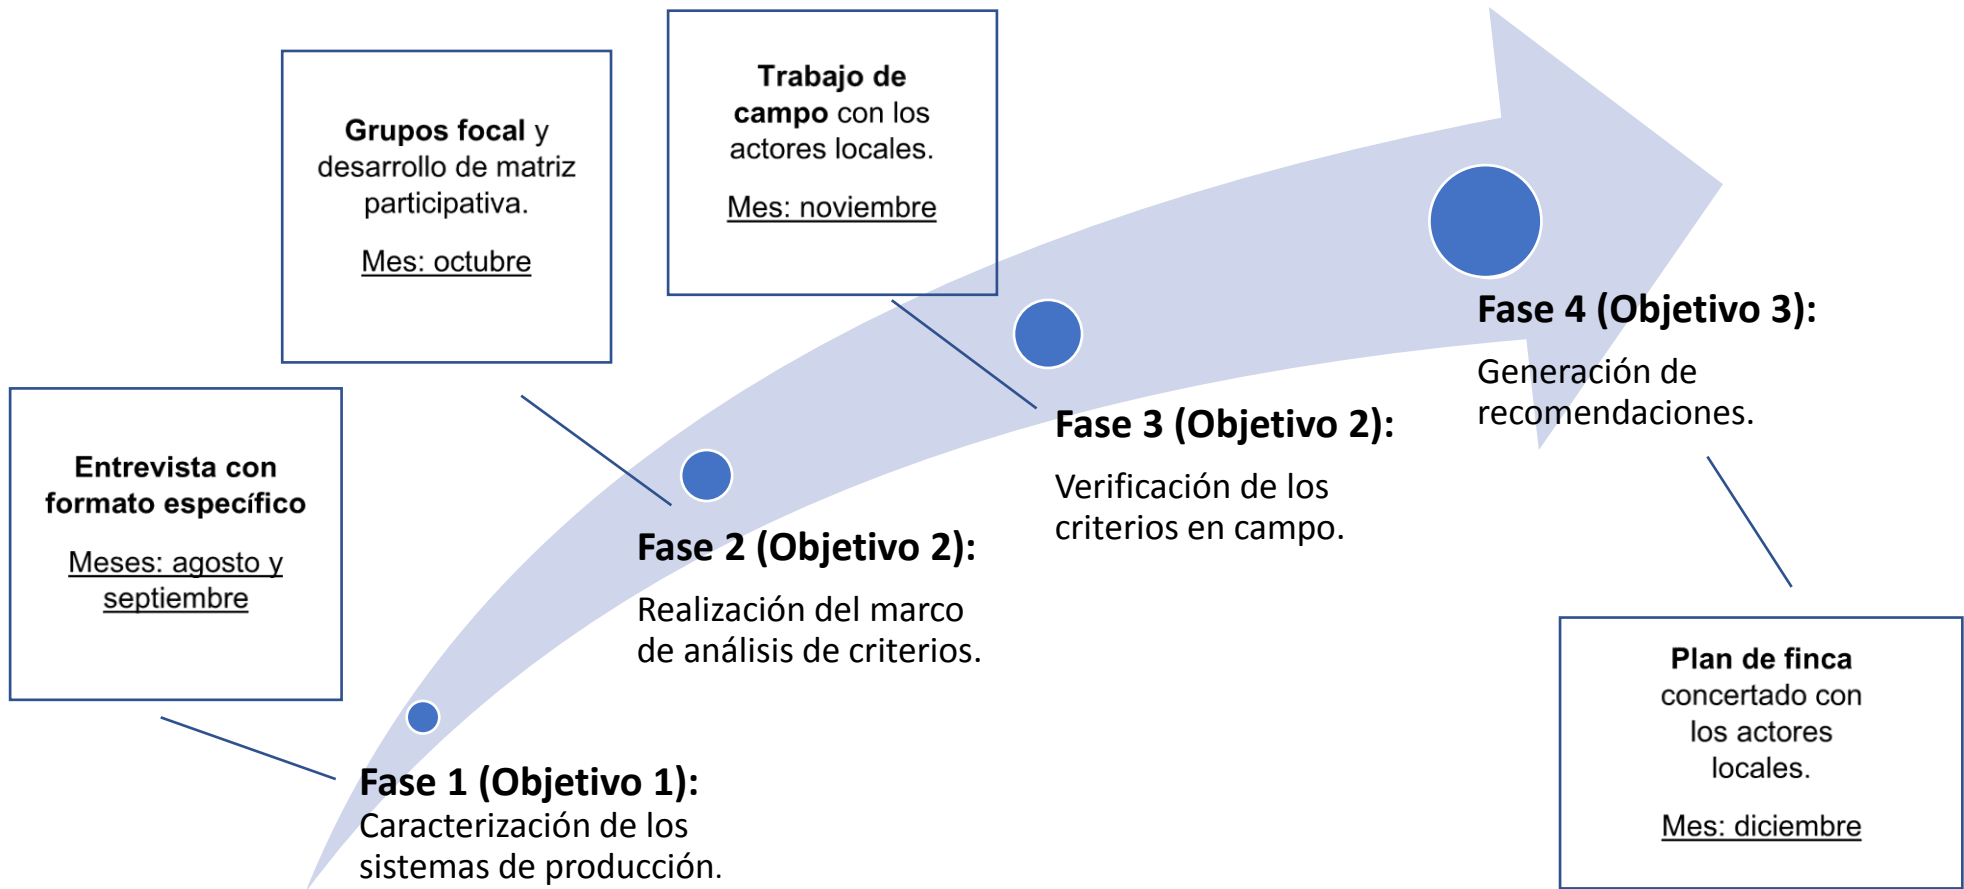 Entrevista con
formato específico
Meses: agosto y
septiembre
Fase 1 (Objetivo 1):
Caracterización de los
sistemas de producción.
Grupos focal y
desarrollo de matriz
participativa.
Mes: octubre
Fase 2 (Objetivo 2):
Realización del marco
de análisis de criterios.
Trabajo de
campo con los
actores locales.
Mes: noviembre
Fase 3 (Objetivo 2):
Verificación de los
criterios en campo.
Fase 4 (Objetivo 3):
Generación de
recomendaciones.
Plan de finca
concertado con
los actores
locales.
Mes: diciembre